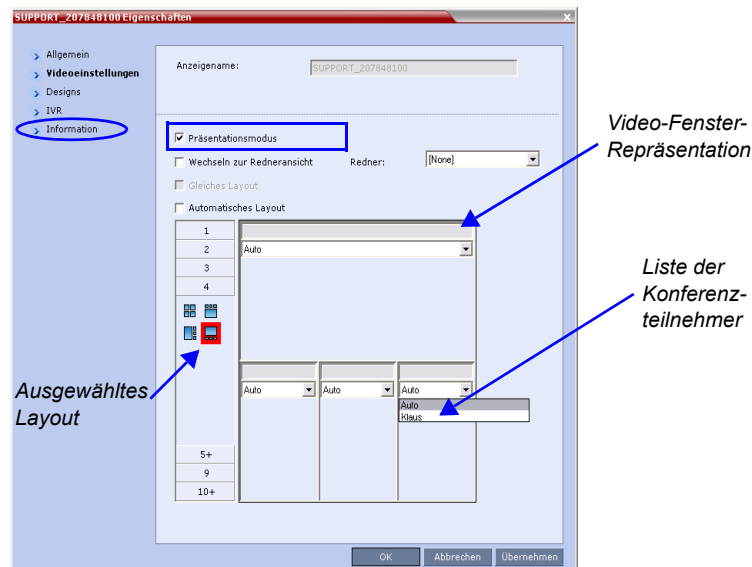 SUPPORT_207848100 Eigenschaften
x
Allgemein
Videoeinstellungen
Designs
IVR
Information
Anzeigename:
SUPPORT_207848100
Präsentationsmodus
Wechseln zur Redneransicht
Redner:
[None]
Gleiches Layout
Automatisches Layout
1
2
3
4
5+
9
10+
Auto
Auto
Auto
Auto
Auto
Klaus
OK
Abbrechen
Übernehmen
Video-Fenster-
Repräsentation
Liste der
Konferenz-
teilnehmer
Ausgewähltes
Layout